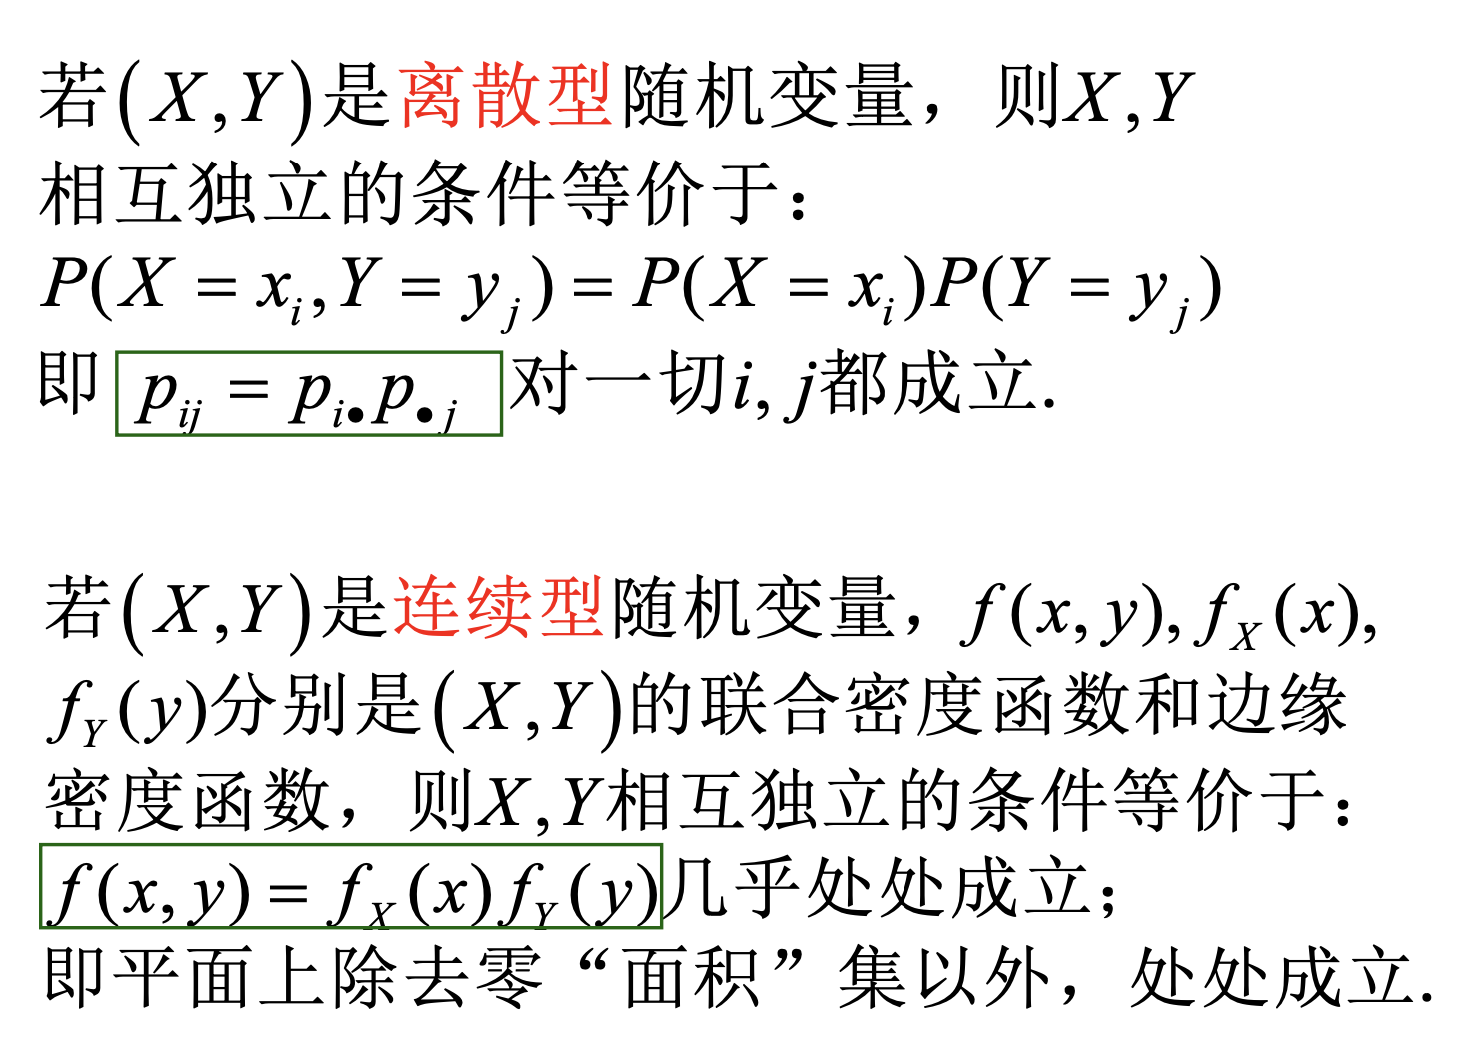 若(X,Y)是离散型随机变量，则X,Y
相互独立的条件等价于：
P(X = x_i, Y = y_j) = P(X = x_i)P(Y = y_j)
即 p_{ij} = p_{i•}p_{•j} 对一切i, j都成立.
若(X,Y)是连续型随机变量，f(x, y), f_X(x),
f_Y(y)分别是(X,Y)的联合密度函数和边缘
密度函数，则X,Y相互独立的条件等价于：
f(x, y) = f_X(x)f_Y(y)几乎处处成立；
即平面上除去零“面积”集以外，处处成立.